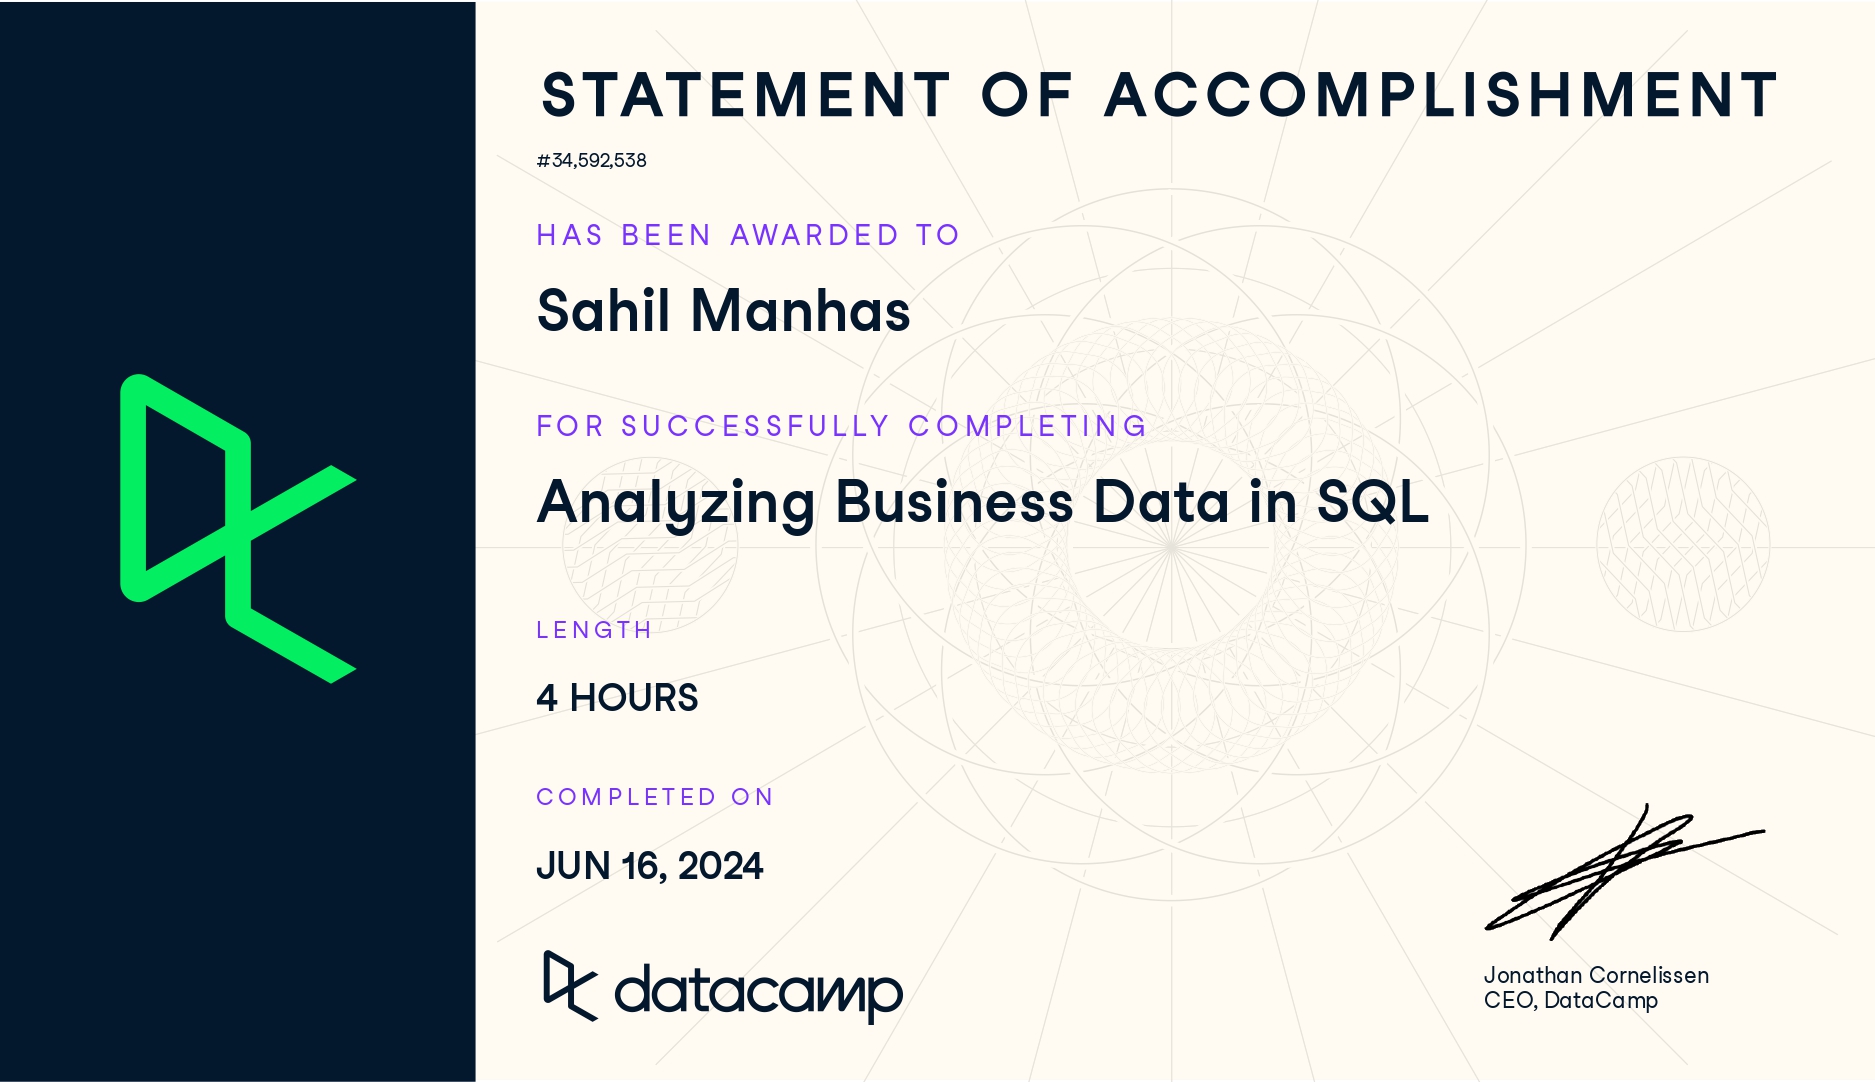 STATEMENT OF ACCOMPLISHMENT
#34,592,538
HAS BEEN AWARDED TO
Sahil Manhas
FOR SUCCESSFULLY COMPLETING
Analyzing Business Data in SQL
LENGTH
4 HOURS
COMPLETED ON
JUN 16, 2024
datacamp
Jonathan Cornelissen
CEO, DataCamp